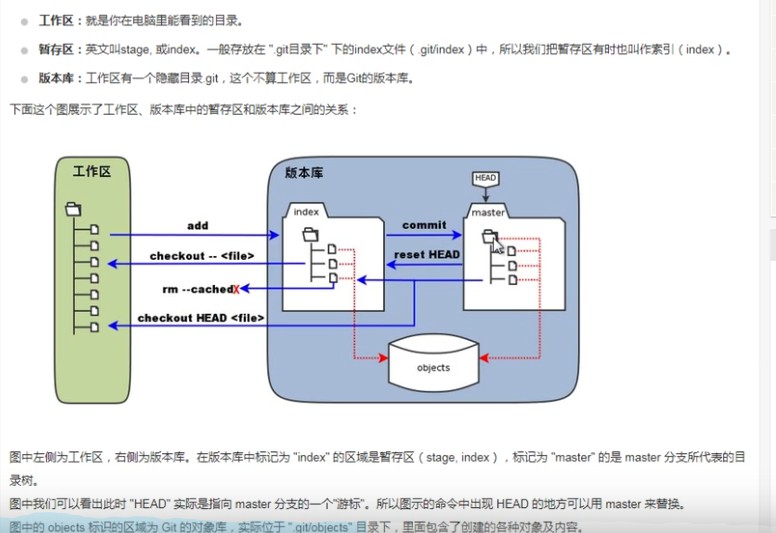 工作区：就是你在电脑里能看到的目录。
暂存区：英文叫stage, 或index。一般存放在 ".git目录下" 下的index文件（.git/index）中，所以我们把暂存区有时也叫作索引（index）。
版本库：工作区有一个隐藏目录.git，这个不算工作区，而是Git的版本库。
下面这个图展示了工作区、版本库中的暂存区和版本库之间的关系：
工作区
版本库
HEAD
index
master
add
commit
checkout -- <file>
reset HEAD
rm --cached
checkout HEAD <file>
objects
图中左侧为工作区，右侧为版本库。在版本库中标记为 "index" 的区域是暂存区（stage, index），标记为 "master" 的是 master 分支所代表的目
录树。
图中我们可以看出此时 "HEAD" 实际是指向 master 分支的一个"游标"。所以图示的命令中出现 HEAD 的地方可以用 master 来替换。
图中的 objects 标识的区域为 Git 的对象库，实际位于 ".git/objects" 目录下，里面包含了创建的各种对象及内容。